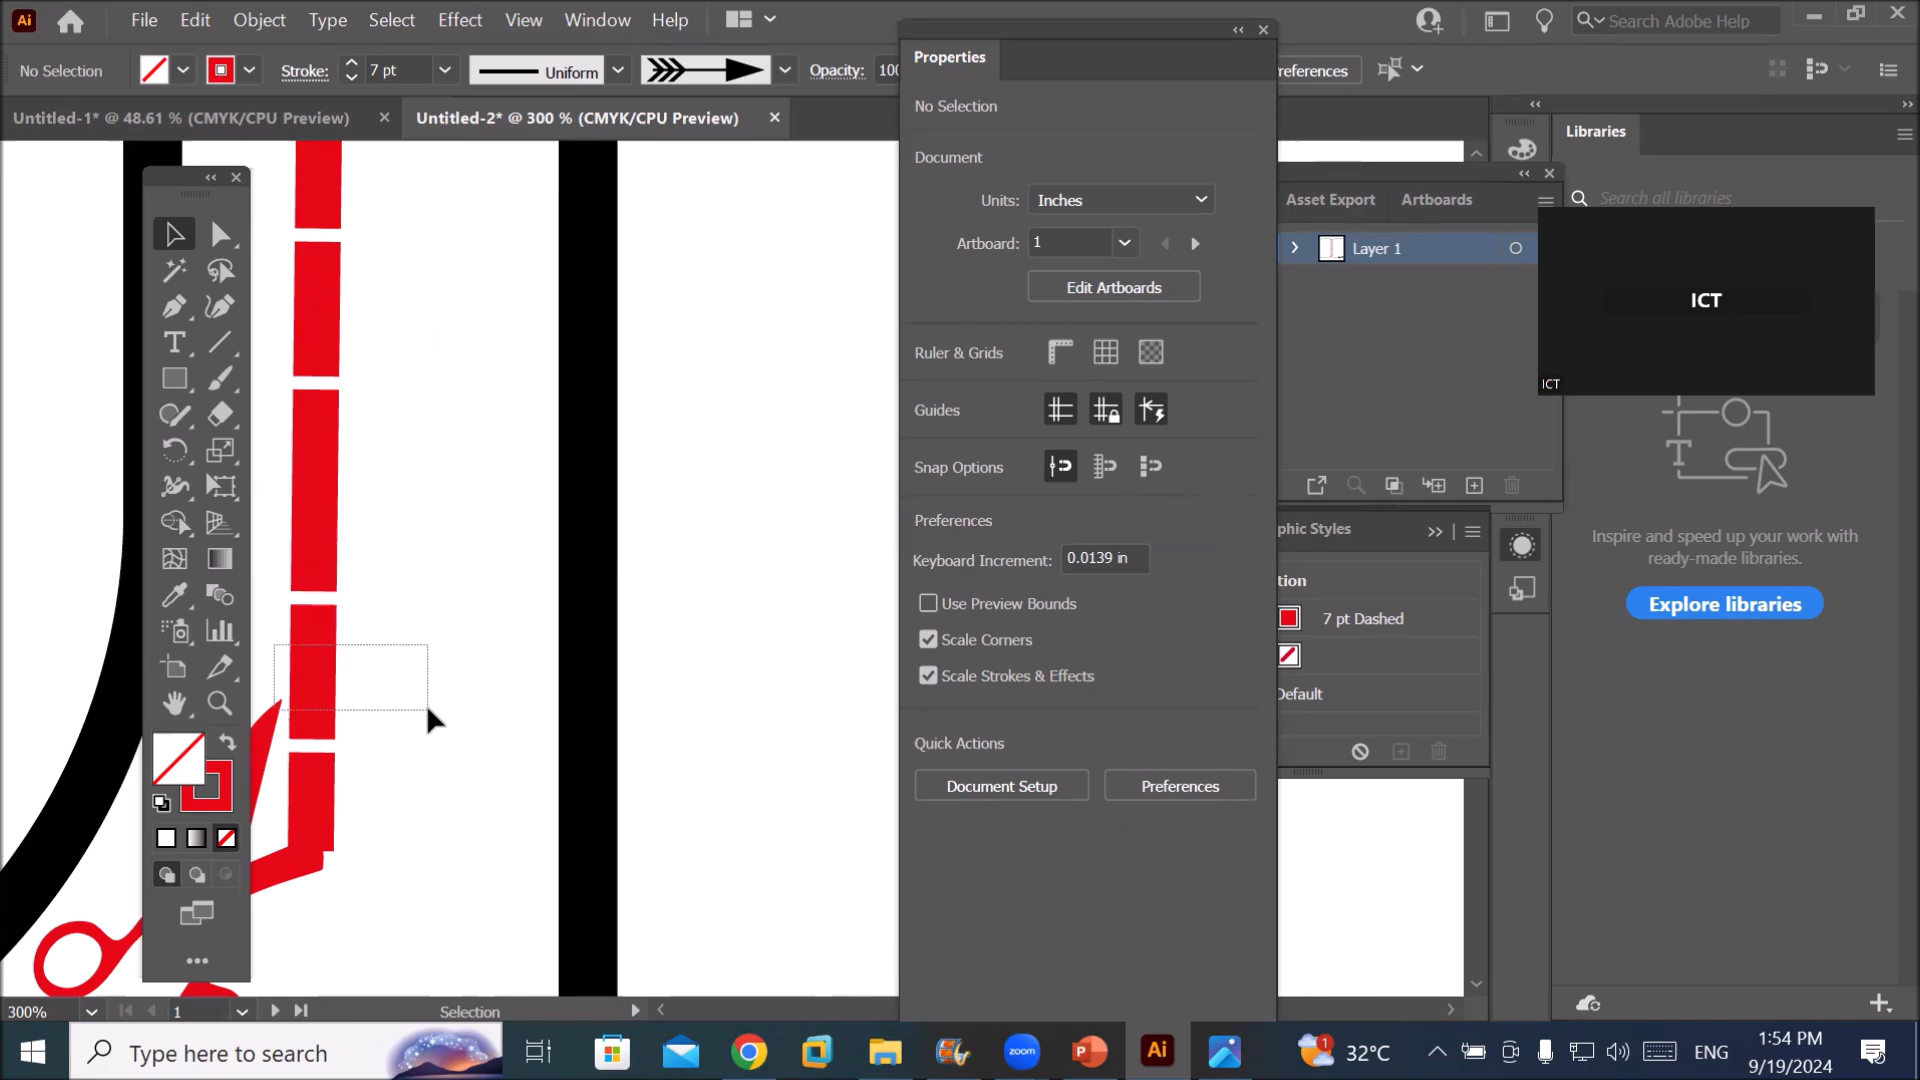 Ai File Edit Object Type Select Effect View Window Help Search Adobe Help
No Selection Stroke: 7 pt Uniform Opacity: 100 references
Untitled-1* @ 48.61 % (CMYK/CPU Preview) Untitled-2* @ 300 % (CMYK/CPU Preview)
Properties
No Selection
Document
Units: Inches
Artboard: 1
Edit Artboards
Ruler & Grids
Guides
Snap Options
Preferences
Keyboard Increment: 0.0139 in
Use Preview Bounds
Scale Corners
Scale Strokes & Effects
Quick Actions
Document Setup Preferences
Asset Export Artboards
Layer 1
phic Styles
tion
7 pt Dashed
Default
Libraries
Search all libraries
ICT
ICT
Inspire and speed up your work with
ready-made libraries.
Explore libraries
300% 1 Selection
Type here to search zoom P Ai 1 32°C ENG 1:54 PM
9/19/2024